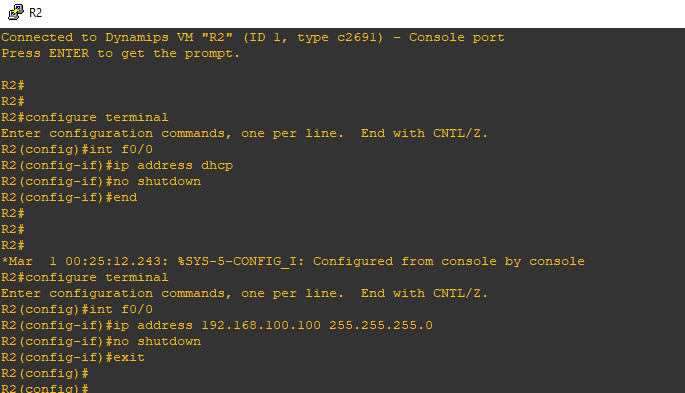 R2
Connected to Dynamips VM "R2" (ID 1, type c2691) - Console port
Press ENTER to get the prompt.
R2#
R2#
R2#configure terminal
Enter configuration commands, one per line.  End with CNTL/Z.
R2(config)#int f0/0
R2(config-if)#ip address dhcp
R2(config-if)#no shutdown
R2(config-if)#end
R2#
R2#
R2#
*Mar  1 00:25:12.243: %SYS-5-CONFIG_I: Configured from console by console
R2#configure terminal
Enter configuration commands, one per line.  End with CNTL/Z.
R2(config)#int f0/0
R2(config-if)#ip address 192.168.100.100 255.255.255.0
R2(config-if)#no shutdown
R2(config-if)#exit
R2(config)#
R2(config)#